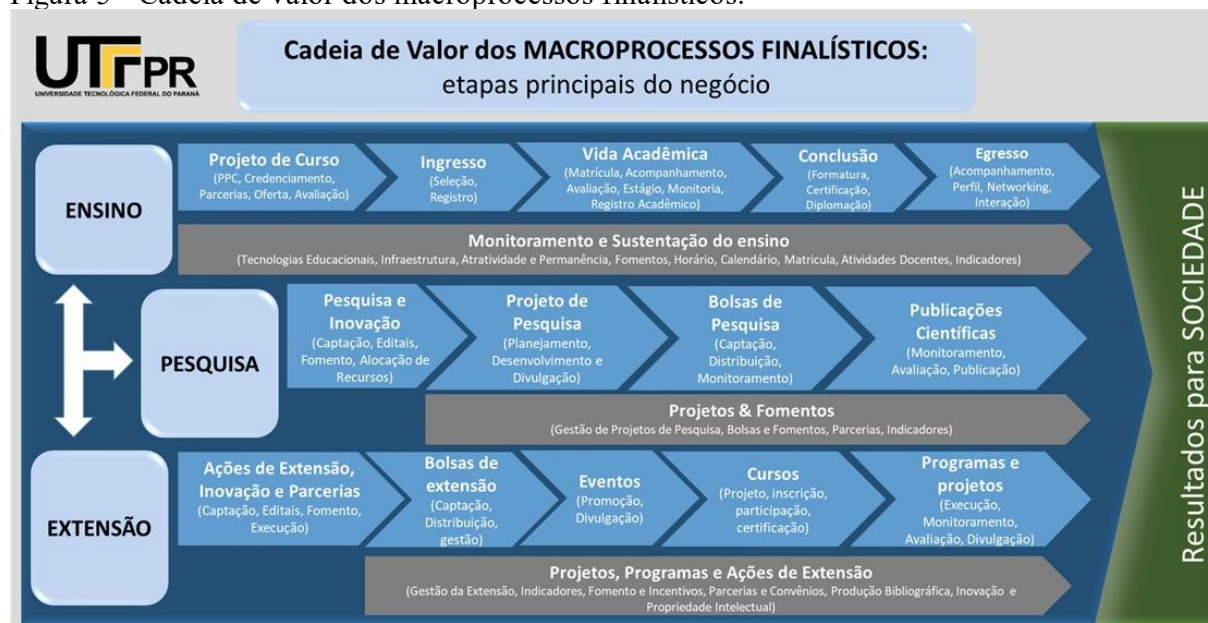 Figura 5 - Cadeia de valor dos macroprocessos finalísticos.
UTFPR
UNIVERSIDADE TECNOLÓGICA FEDERAL DO PARANÁ
Cadeia de Valor dos MACROPROCESSOS FINALÍSTICOS:
etapas principais do negócio
ENSINO
Projeto de Curso
(PPC, Credenciamento,
Parcerias, Oferta, Avaliação)
Ingresso
(Seleção,
Registro)
Vida Acadêmica
(Matrícula, Acompanhamento,
Avaliação, Estágio, Monitoria,
Registro Acadêmico)
Conclusão
(Formatura,
Certificação,
Diplomação)
Egresso
(Acompanhamento,
Perfil, Networking,
Interação)
Monitoramento e Sustentação do ensino
(Tecnologias Educacionais, Infraestrutura, Atratividade e Permanência, Fomentos, Horário, Calendário, Matricula, Atividades Docentes, Indicadores)
PESQUISA
Pesquisa e
Inovação
(Captação, Editais,
Fomento, Alocação de
Recursos)
Projeto de
Pesquisa
(Planejamento,
Desenvolvimento e
Divulgação)
Bolsas de
Pesquisa
(Captação,
Distribuição,
Monitoramento)
Publicações
Científicas
(Monitoramento,
Avaliação, Publicação)
Projetos & Fomentos
(Gestão de Projetos de Pesquisa, Bolsas e Fomentos, Parcerias, Indicadores)
EXTENSÃO
Ações de Extensão,
Inovação e Parcerias
(Captação, Editais, Fomento,
Execução)
Bolsas de
extensão
(Captação,
Distribuição,
gestão)
Eventos
(Promoção,
Divulgação)
Cursos
(Projeto, inscrição,
participação,
certificação)
Programas e
projetos
(Execução,
Monitoramento,
Avaliação, Divulgação)
Projetos, Programas e Ações de Extensão
(Gestão da Extensão, Indicadores, Fomento e Incentivos, Parcerias e Convênios, Produção Bibliográfica, Inovação e
Propriedade Intelectual)
Resultados para SOCIEDADE